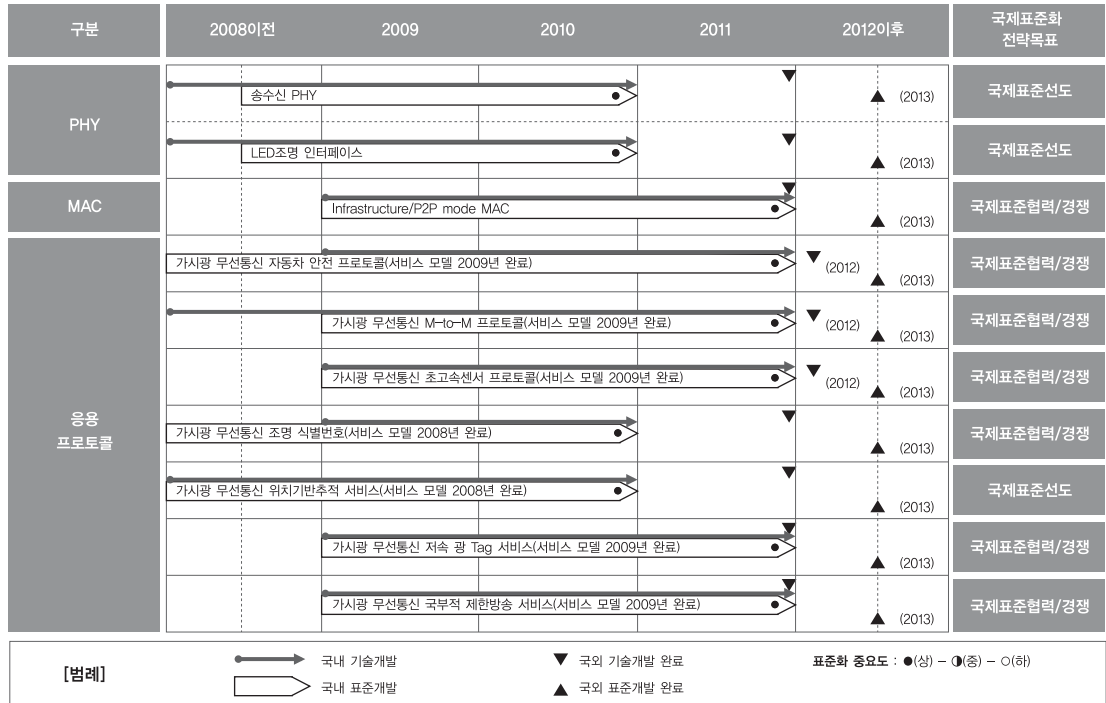 구분 2008이전 2009 2010 2011 2012이후 국제표준화 전략목표
PHY
송수신 PHY
(2013)
국제표준선도
LED조명 인터페이스
(2013)
국제표준선도
MAC
Infrastructure/P2P mode MAC
(2013)
국제표준협력/경쟁
응용
프로토콜
가시광 무선통신 자동차 안전 프로토콜(서비스 모델 2009년 완료)
(2012)
(2013)
국제표준협력/경쟁
가시광 무선통신 M-to-M 프로토콜(서비스 모델 2009년 완료)
(2012)
(2013)
국제표준협력/경쟁
가시광 무선통신 초고속센서 프로토콜(서비스 모델 2009년 완료)
(2012)
(2013)
국제표준협력/경쟁
가시광 무선통신 조명 식별번호(서비스 모델 2008년 완료)
(2013)
국제표준협력/경쟁
가시광 무선통신 위치기반추적 서비스(서비스 모델 2008년 완료)
(2013)
국제표준선도
가시광 무선통신 저속 광 Tag 서비스(서비스 모델 2009년 완료)
(2013)
국제표준협력/경쟁
가시광 무선통신 국부적 제한방송 서비스(서비스 모델 2009년 완료)
(2013)
국제표준협력/경쟁
[범례]
국내 기술개발
▼ 국외 기술개발 완료
표준화 중요도 : ●(상) - ◑(중) - ○(하)
국내 표준개발
▲ 국외 표준개발 완료